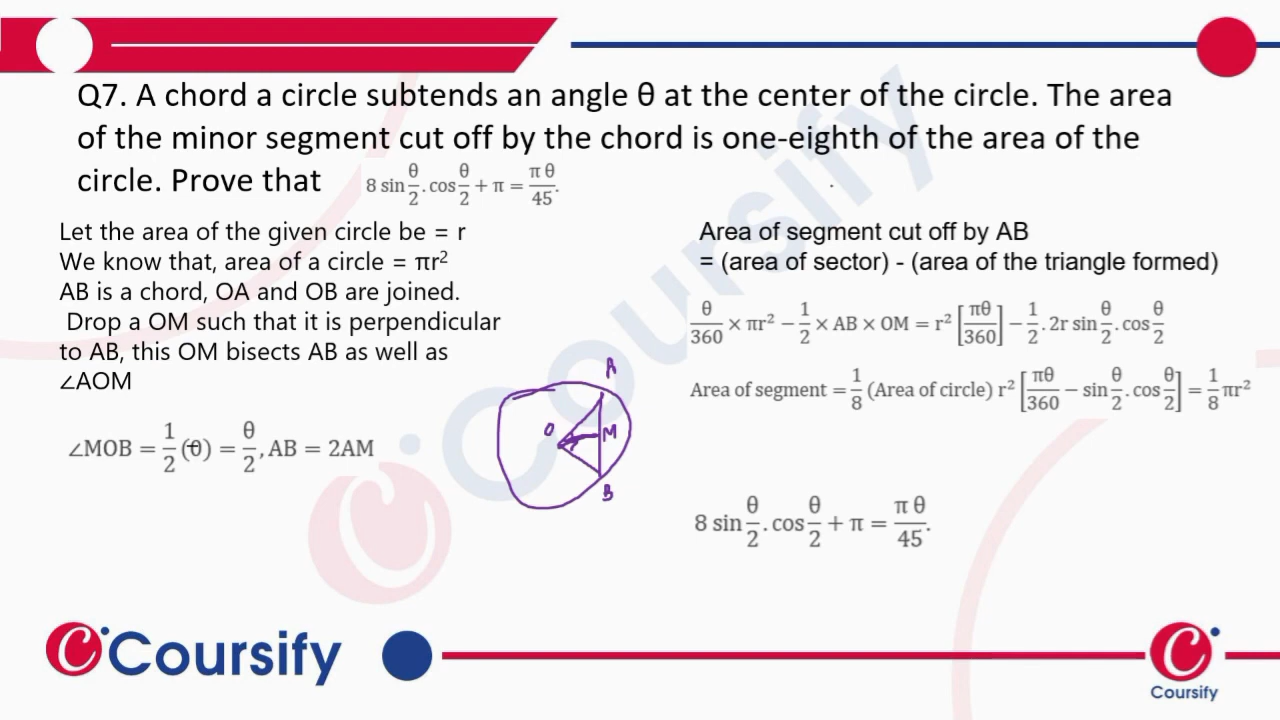 Q7. A chord a circle subtends an angle θ at the center of the circle. The area
of the minor segment cut off by the chord is one-eighth of the area of the
circle. Prove that 8 sin θ/2 . cos θ/2 + π = π θ/45.
Let the area of the given circle be = r
We know that, area of a circle = πr²
AB is a chord, OA and OB are joined.
Drop a OM such that it is perpendicular
to AB, this OM bisects AB as well as
∠AOM
∠MOB = 1/2 (θ) = θ/2, AB = 2AM
A
O
M
B
Area of segment cut off by AB
= (area of sector) - (area of the triangle formed)
θ/360 × πr² − 1/2 × AB × OM = r² [πθ/360] − 1/2 . 2r sin θ/2 . cos θ/2
Area of segment = 1/8 (Area of circle) r² [πθ/360 − sin θ/2 . cos θ/2] = 1/8 πr²
8 sin θ/2 . cos θ/2 + π = π θ/45.
Coursify
Coursify
Coursify